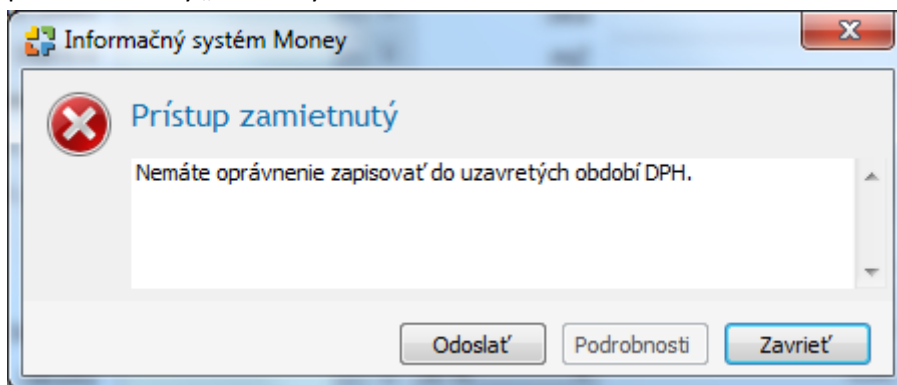 Informačný systém Money
Prístup zamietnutý
Nemáte oprávnenie zapisovať do uzavretých období DPH.
Odoslať
Podrobnosti
Zavrieť